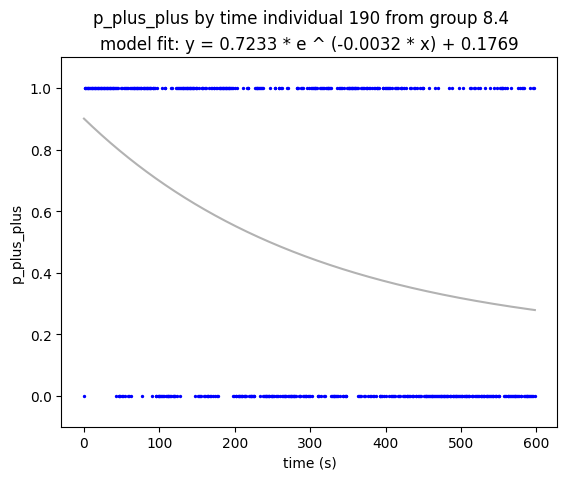 p_plus_plus by time individual 190 from group 8.4
model fit: y = 0.7233 * e ^ (-0.0032 * x) + 0.1769
1.0
0.8
0.6
0.4
0.2
0.0
p_plus_plus
0 100 200 300 400 500 600
time (s)